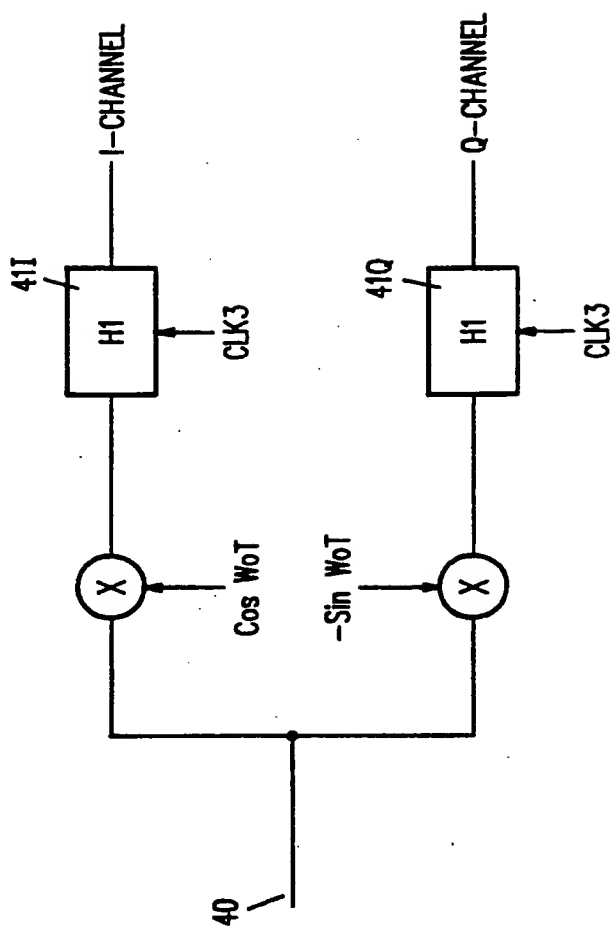 40
X
Cos WoT
41I
H1
CLK3
I-CHANNEL
X
-Sin WoT
41Q
H1
CLK3
Q-CHANNEL